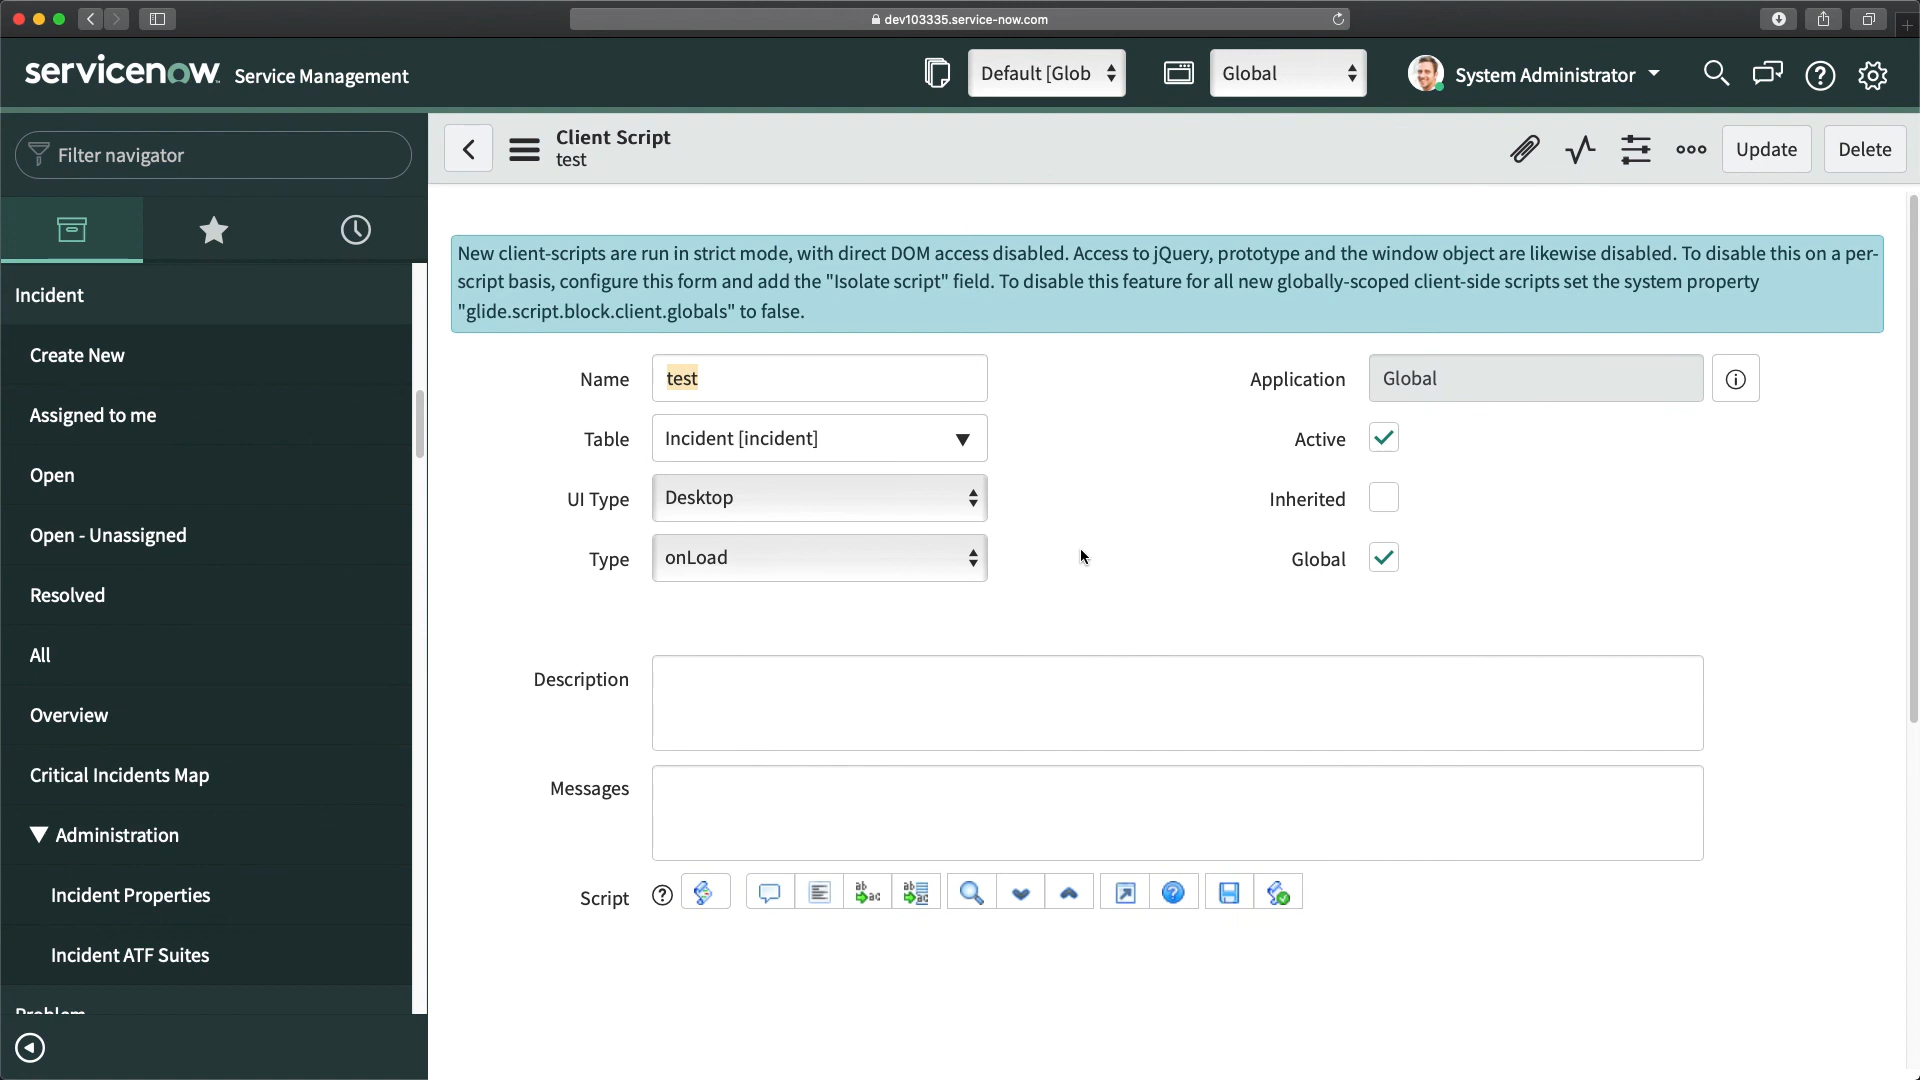 dev103335.service-now.com
servicenow Service Management
Default [Glob
Global
System Administrator
Filter navigator
Client Script
test
Update
Delete
Incident
Create New
Assigned to me
Open
Open - Unassigned
Resolved
All
Overview
Critical Incidents Map
Administration
Incident Properties
Incident ATF Suites
Problem
New client-scripts are run in strict mode, with direct DOM access disabled. Access to jQuery, prototype and the window object are likewise disabled. To disable this on a per-
script basis, configure this form and add the "Isolate script" field. To disable this feature for all new globally-scoped client-side scripts set the system property
"glide.script.block.client.globals" to false.
Name test
Application Global
Table Incident [incident]
Active
UI Type Desktop
Inherited
Type onLoad
Global
Description
Messages
Script